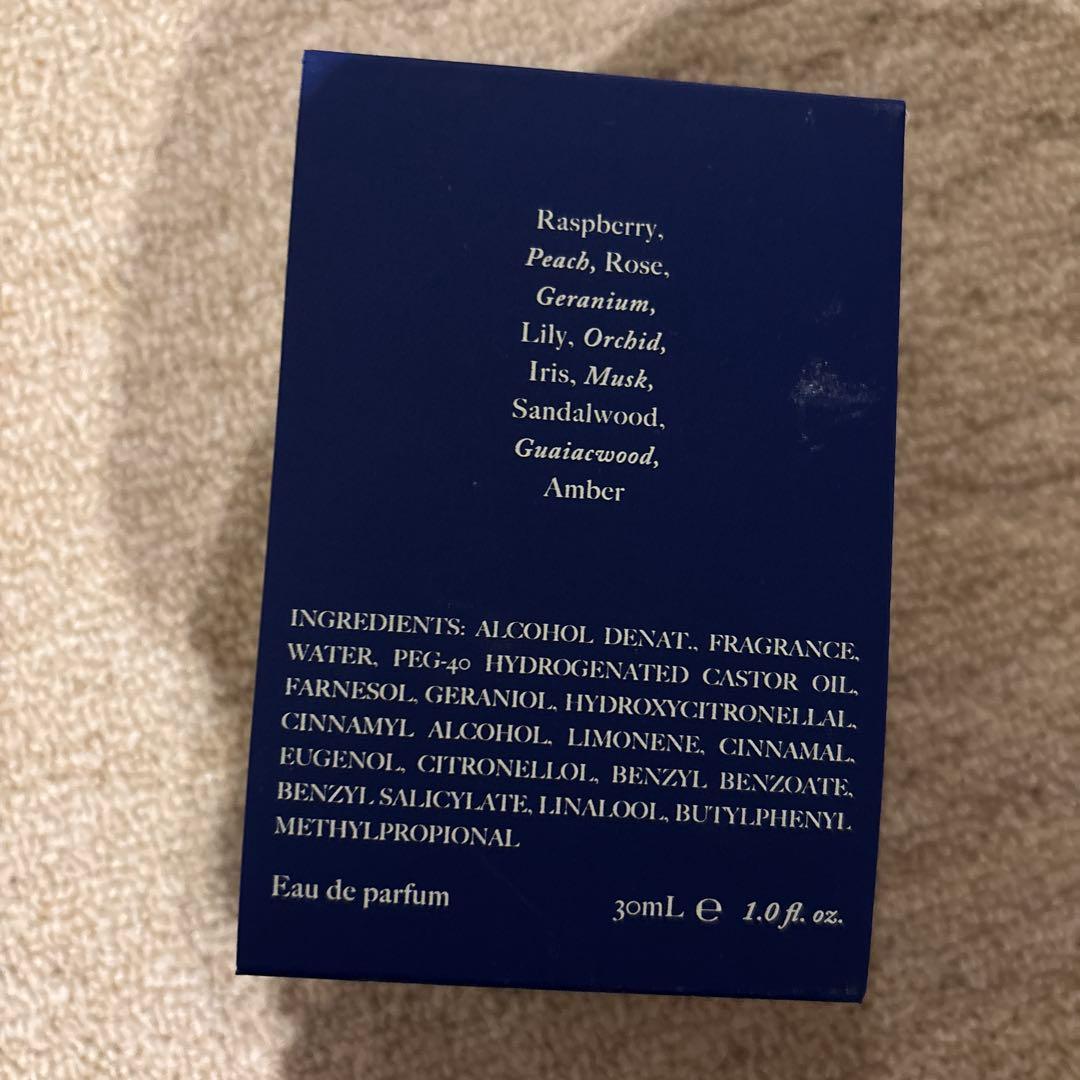 Raspberry,
Peach, Rose,
Geranium,
Lily, Orchid,
Iris, Musk,
Sandalwood,
Guaiacwood,
Amber
INGREDIENTS: ALCOHOL DENAT., FRAGRANCE,
WATER, PEG-40 HYDROGENATED CASTOR OIL,
FARNESOL, GERANIOL, HYDROXYCITRONELLAL,
CINNAMYL ALCOHOL, LIMONENE, CINNAMAL,
EUGENOL, CITRONELLOL, BENZYL BENZOATE,
BENZYL SALICYLATE, LINALOOL, BUTYLPHENYL
METHYLPROPIONAL
Eau de parfum
30mL ℮ 1.0 fl. oz.